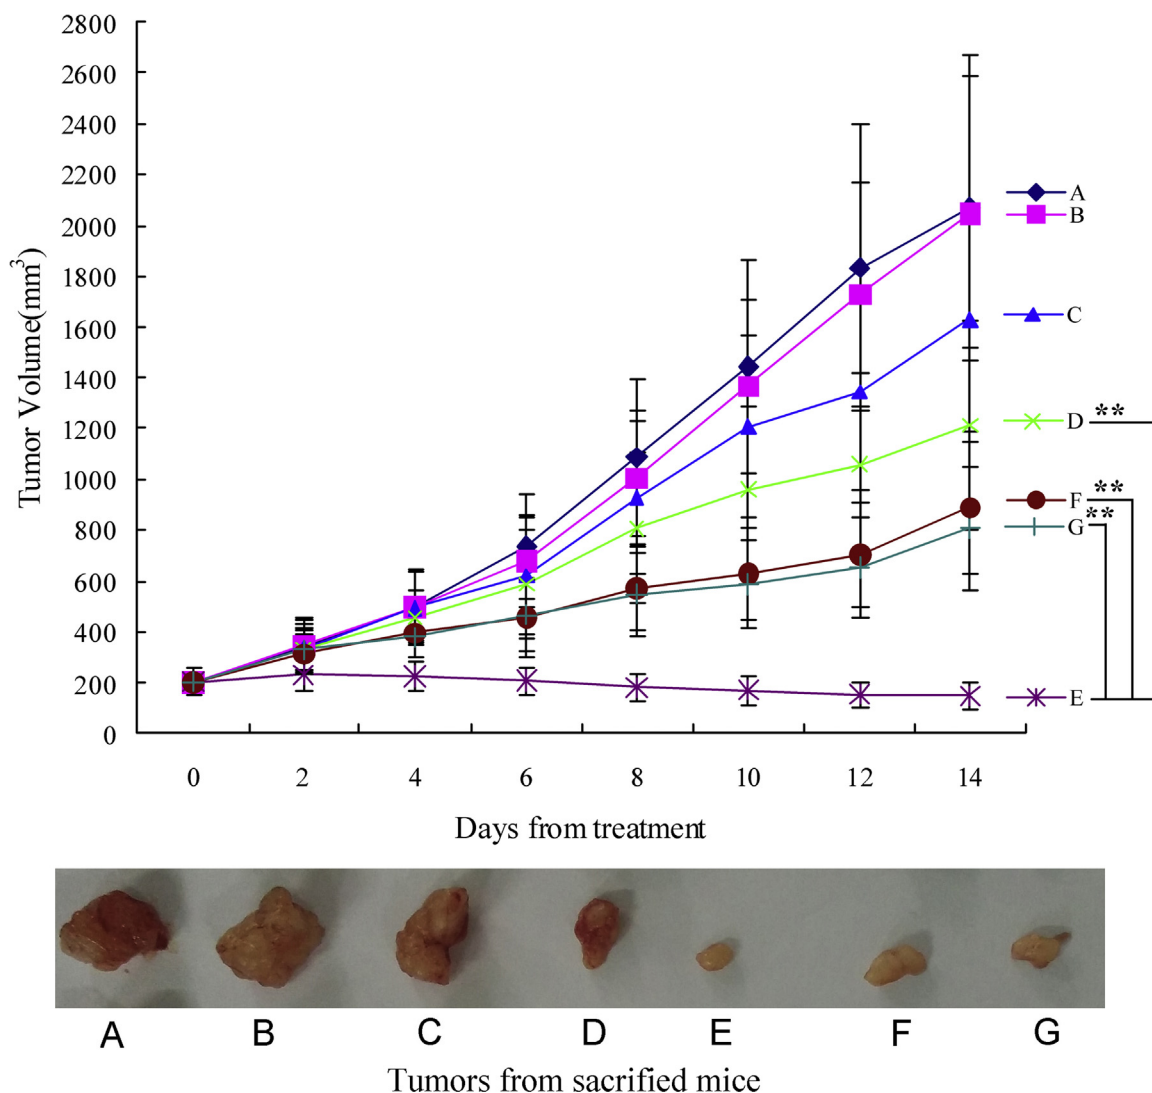 2800
2600
2400
2200
2000
1800
1600
1400
1200
1000
800
600
400
200
0
Tumor Volume(mm³)
0 2 4 6 8 10 12 14
Days from treatment
A
B
C
D **
F **
G **
E
A B C D E F G
Tumors from sacrified mice